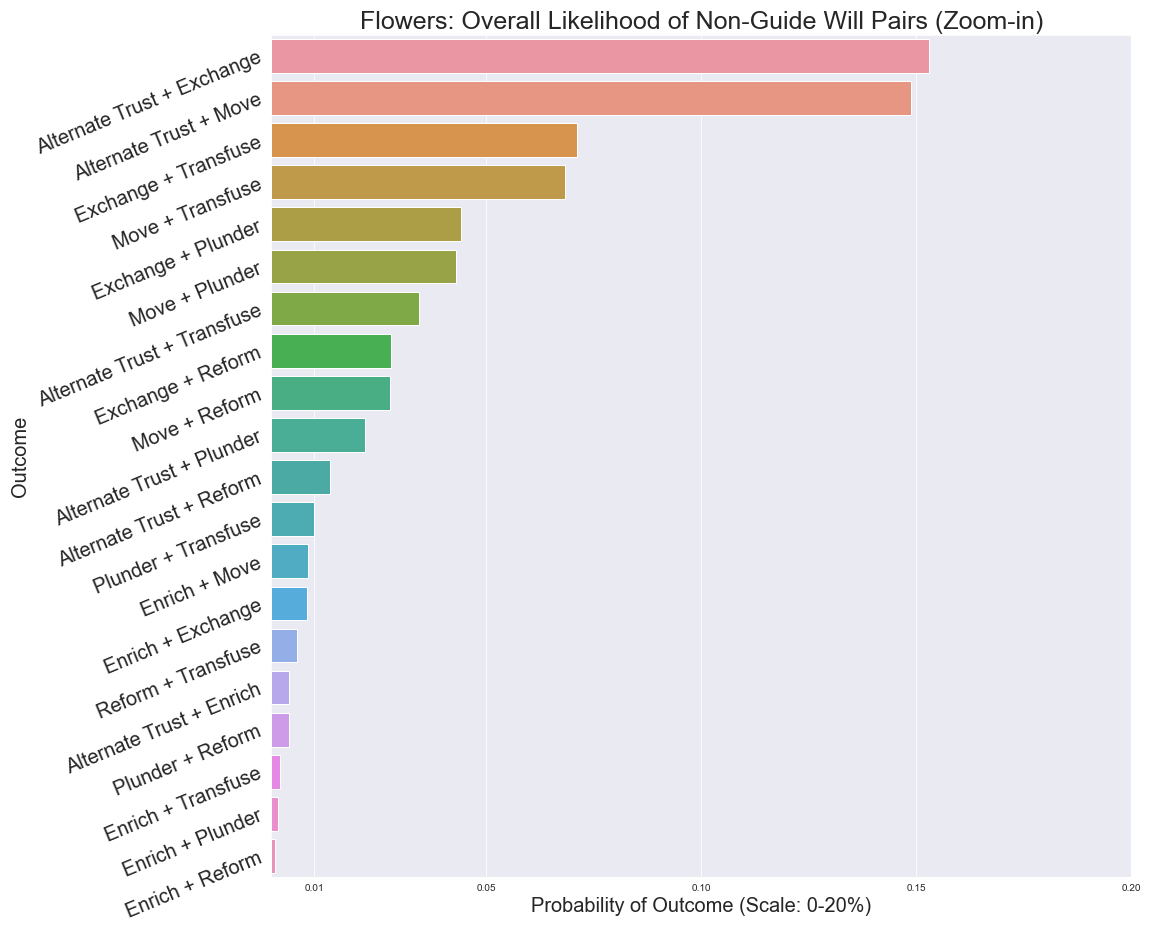 Flowers: Overall Likelihood of Non-Guide Will Pairs (Zoom-in)
Alternate Trust + Exchange
Alternate Trust + Move
Exchange + Transfuse
Move + Transfuse
Exchange + Plunder
Move + Plunder
Alternate Trust + Transfuse
Exchange + Reform
Move + Reform
Alternate Trust + Plunder
Alternate Trust + Reform
Plunder + Transfuse
Enrich + Move
Enrich + Exchange
Reform + Transfuse
Alternate Trust + Enrich
Plunder + Reform
Enrich + Transfuse
Enrich + Plunder
Enrich + Reform
Outcome
0.01 0.05 0.10 0.15 0.20
Probability of Outcome (Scale: 0-20%)